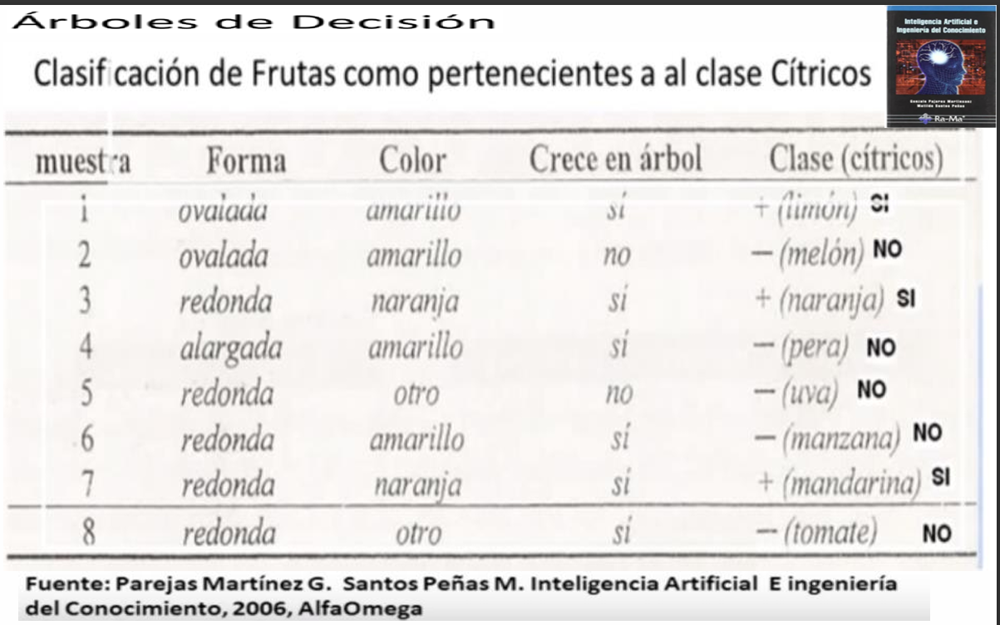 Árboles de Decisión
Inteligencia Artificial e
Ingeniería del Conocimiento
Ra-Ma
Clasificación de Frutas como pertenecientes a al clase Cítricos
muestra Forma Color Crece en árbol Clase (cítricos)
1 ovalada amarillo sí + (limón) SI
2 ovalada amarillo no — (melón) NO
3 redonda naranja sí + (naranja) SI
4 alargada amarillo sí — (pera) NO
5 redonda otro no — (uva) NO
6 redonda amarillo sí — (manzana) NO
7 redonda naranja sí + (mandarina) SI
8 redonda otro sí — (tomate) NO
Fuente: Parejas Martínez G. Santos Peñas M. Inteligencia Artificial E ingeniería
del Conocimiento, 2006, AlfaOmega